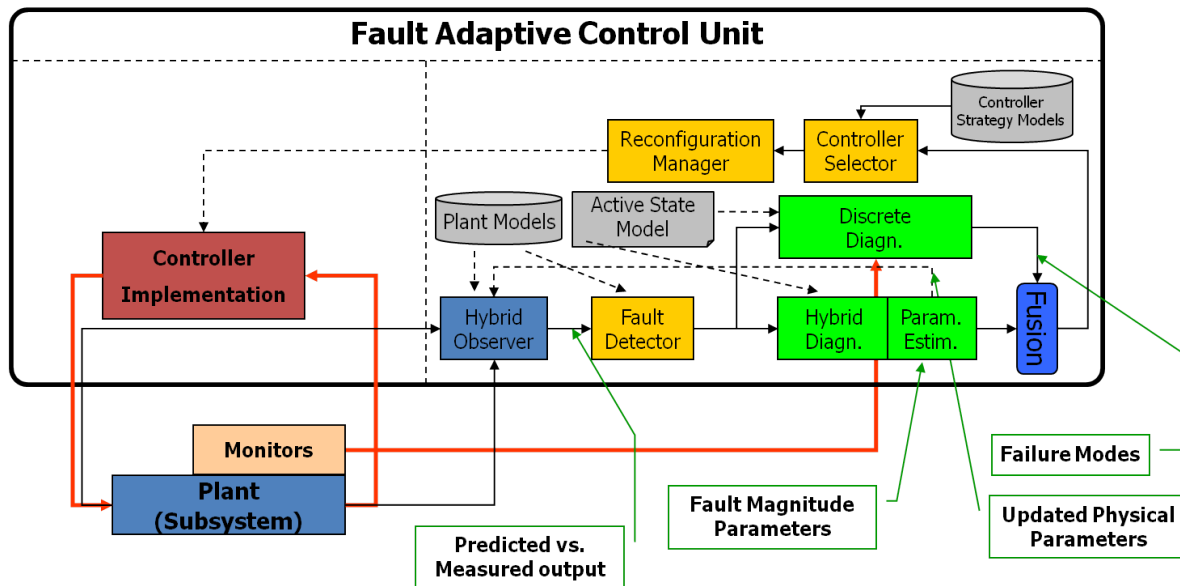 Fault Adaptive Control Unit
Controller
Strategy Models
Reconfiguration
Manager
Controller
Selector
Plant Models
Active State
Model
Discrete
Diagn.
Controller
Implementation
Hybrid
Observer
Fault
Detector
Hybrid
Diagn.
Param.
Estim.
Fusion
Monitors
Plant
(Subsystem)
Failure Modes
Fault Magnitude
Parameters
Updated Physical
Parameters
Predicted vs.
Measured output